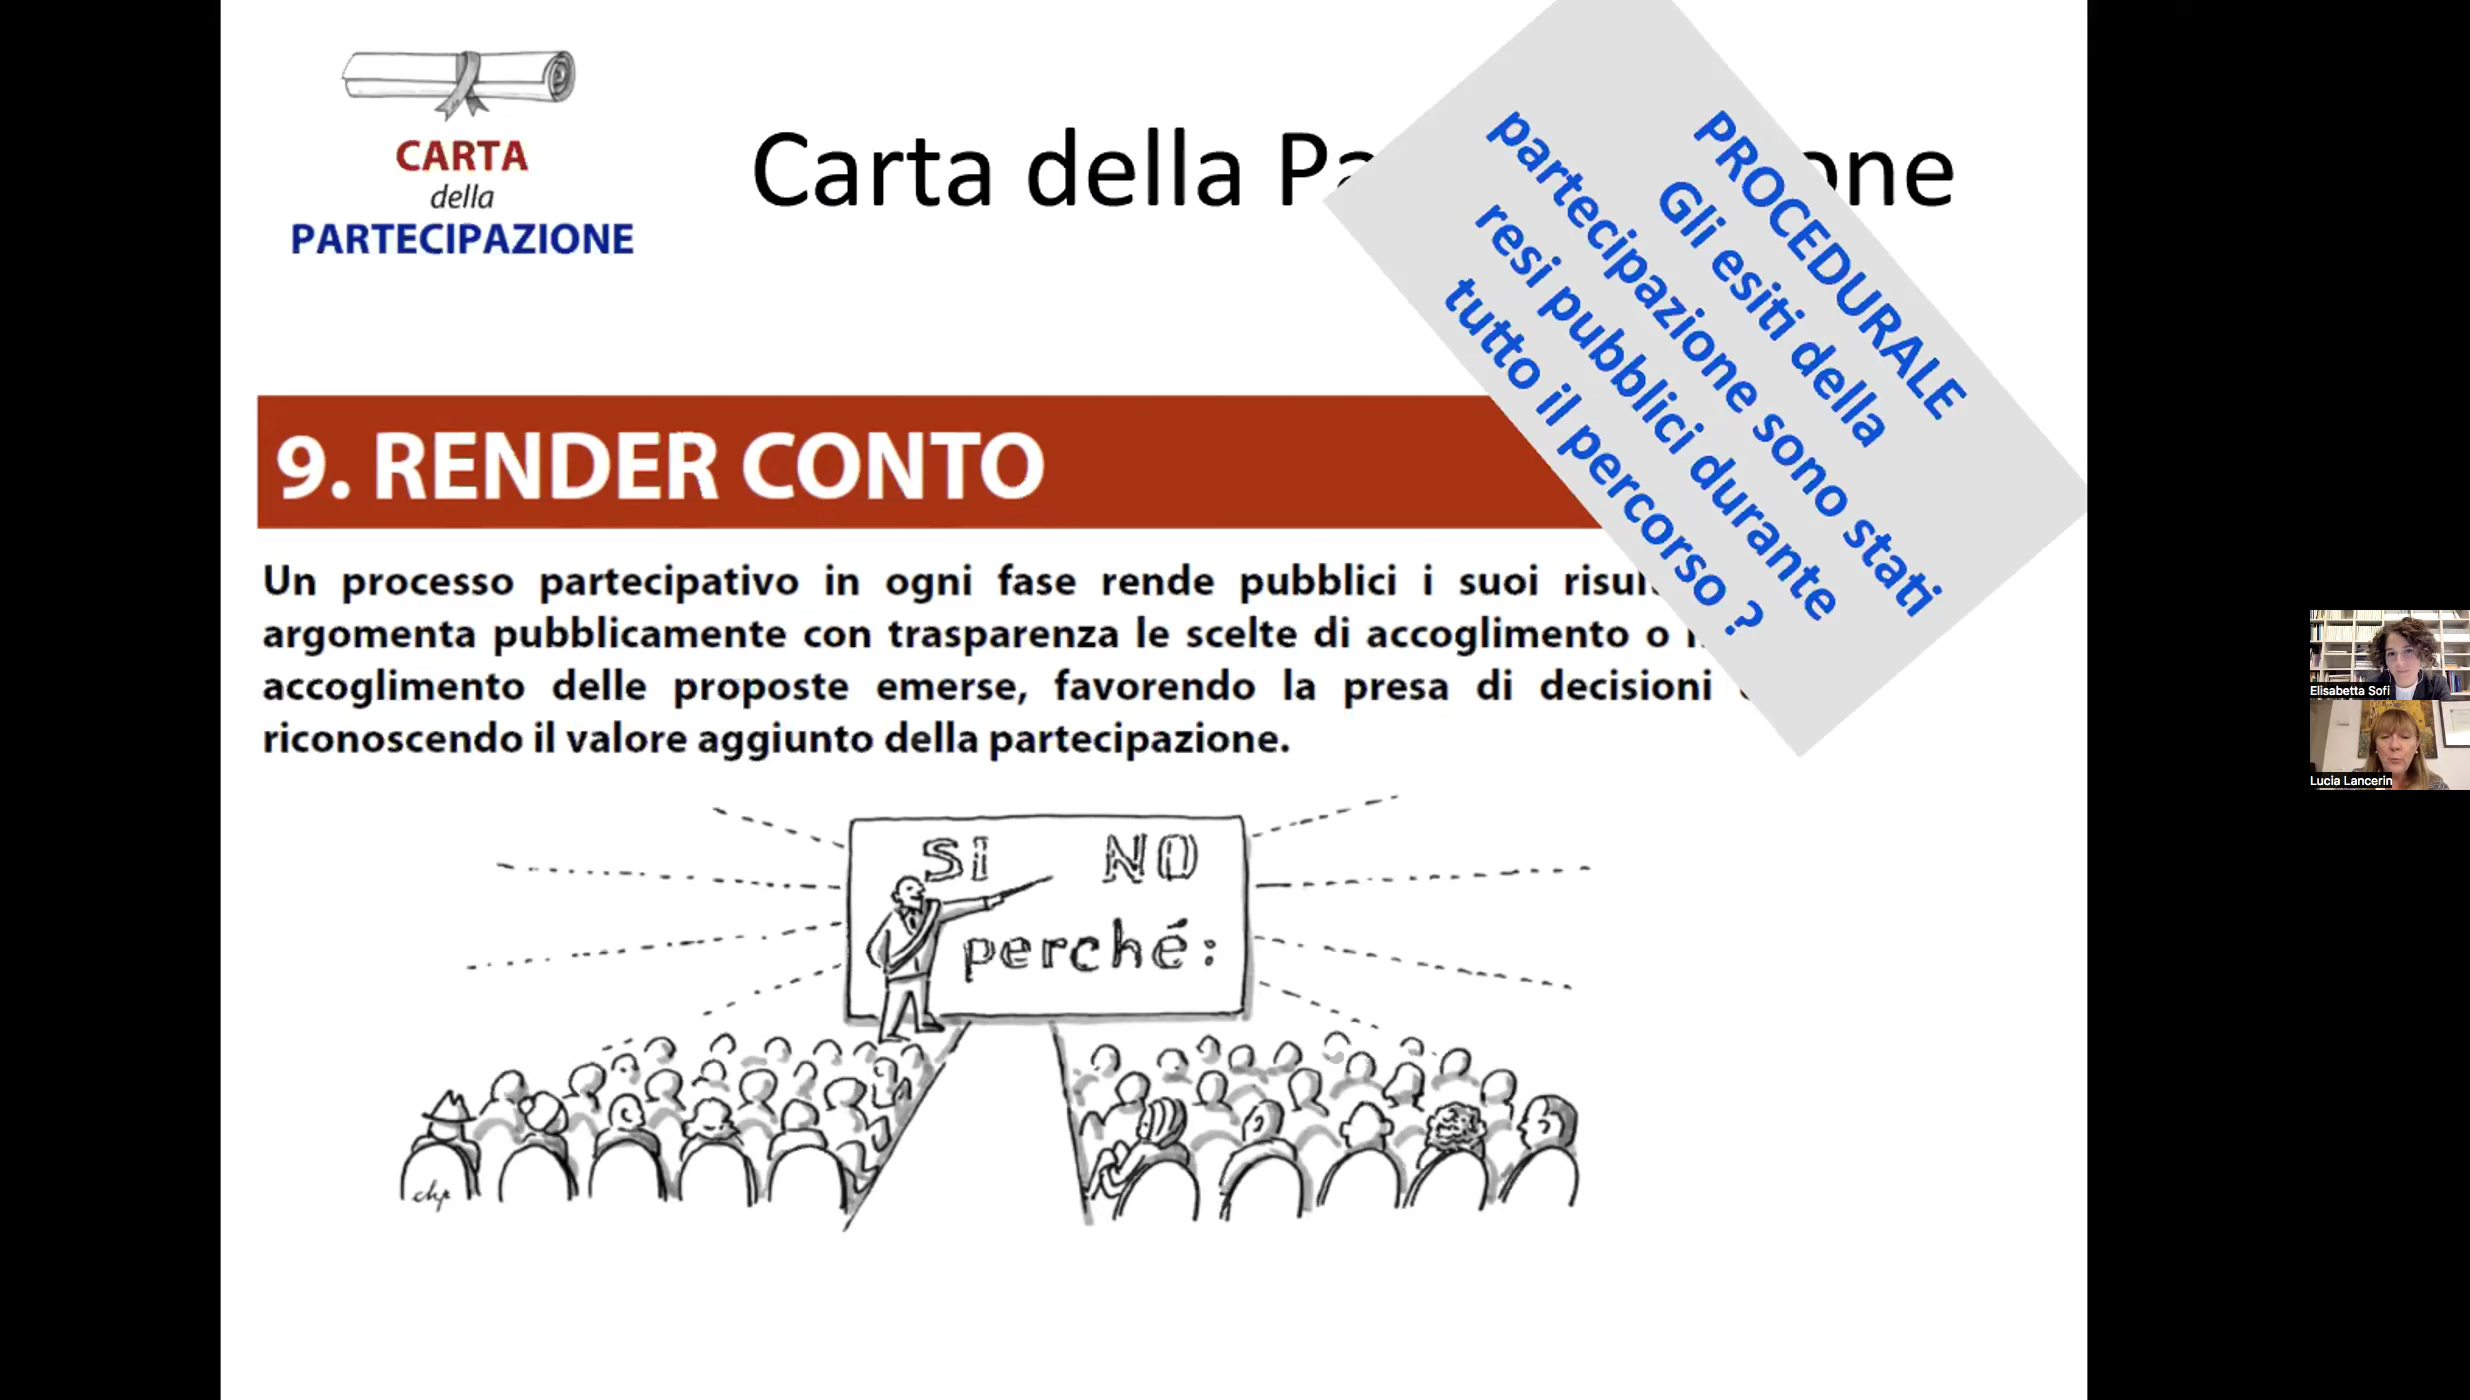 CARTA
della
PARTECIPAZIONE
Carta della Pa one
PROCEDURALE
Gli esiti della
partecipazione sono stati
resi pubblici durante
tutto il percorso ?
9. RENDER CONTO
Un processo partecipativo in ogni fase rende pubblici i suoi
argomenta pubblicamente con trasparenza le scelte di accoglimento o
accoglimento delle proposte emerse, favorendo la presa di decisioni
riconoscendo il valore aggiunto della partecipazione.
SI NO
perché:
chp
Elisabetta Sofi
Lucia Lancerin